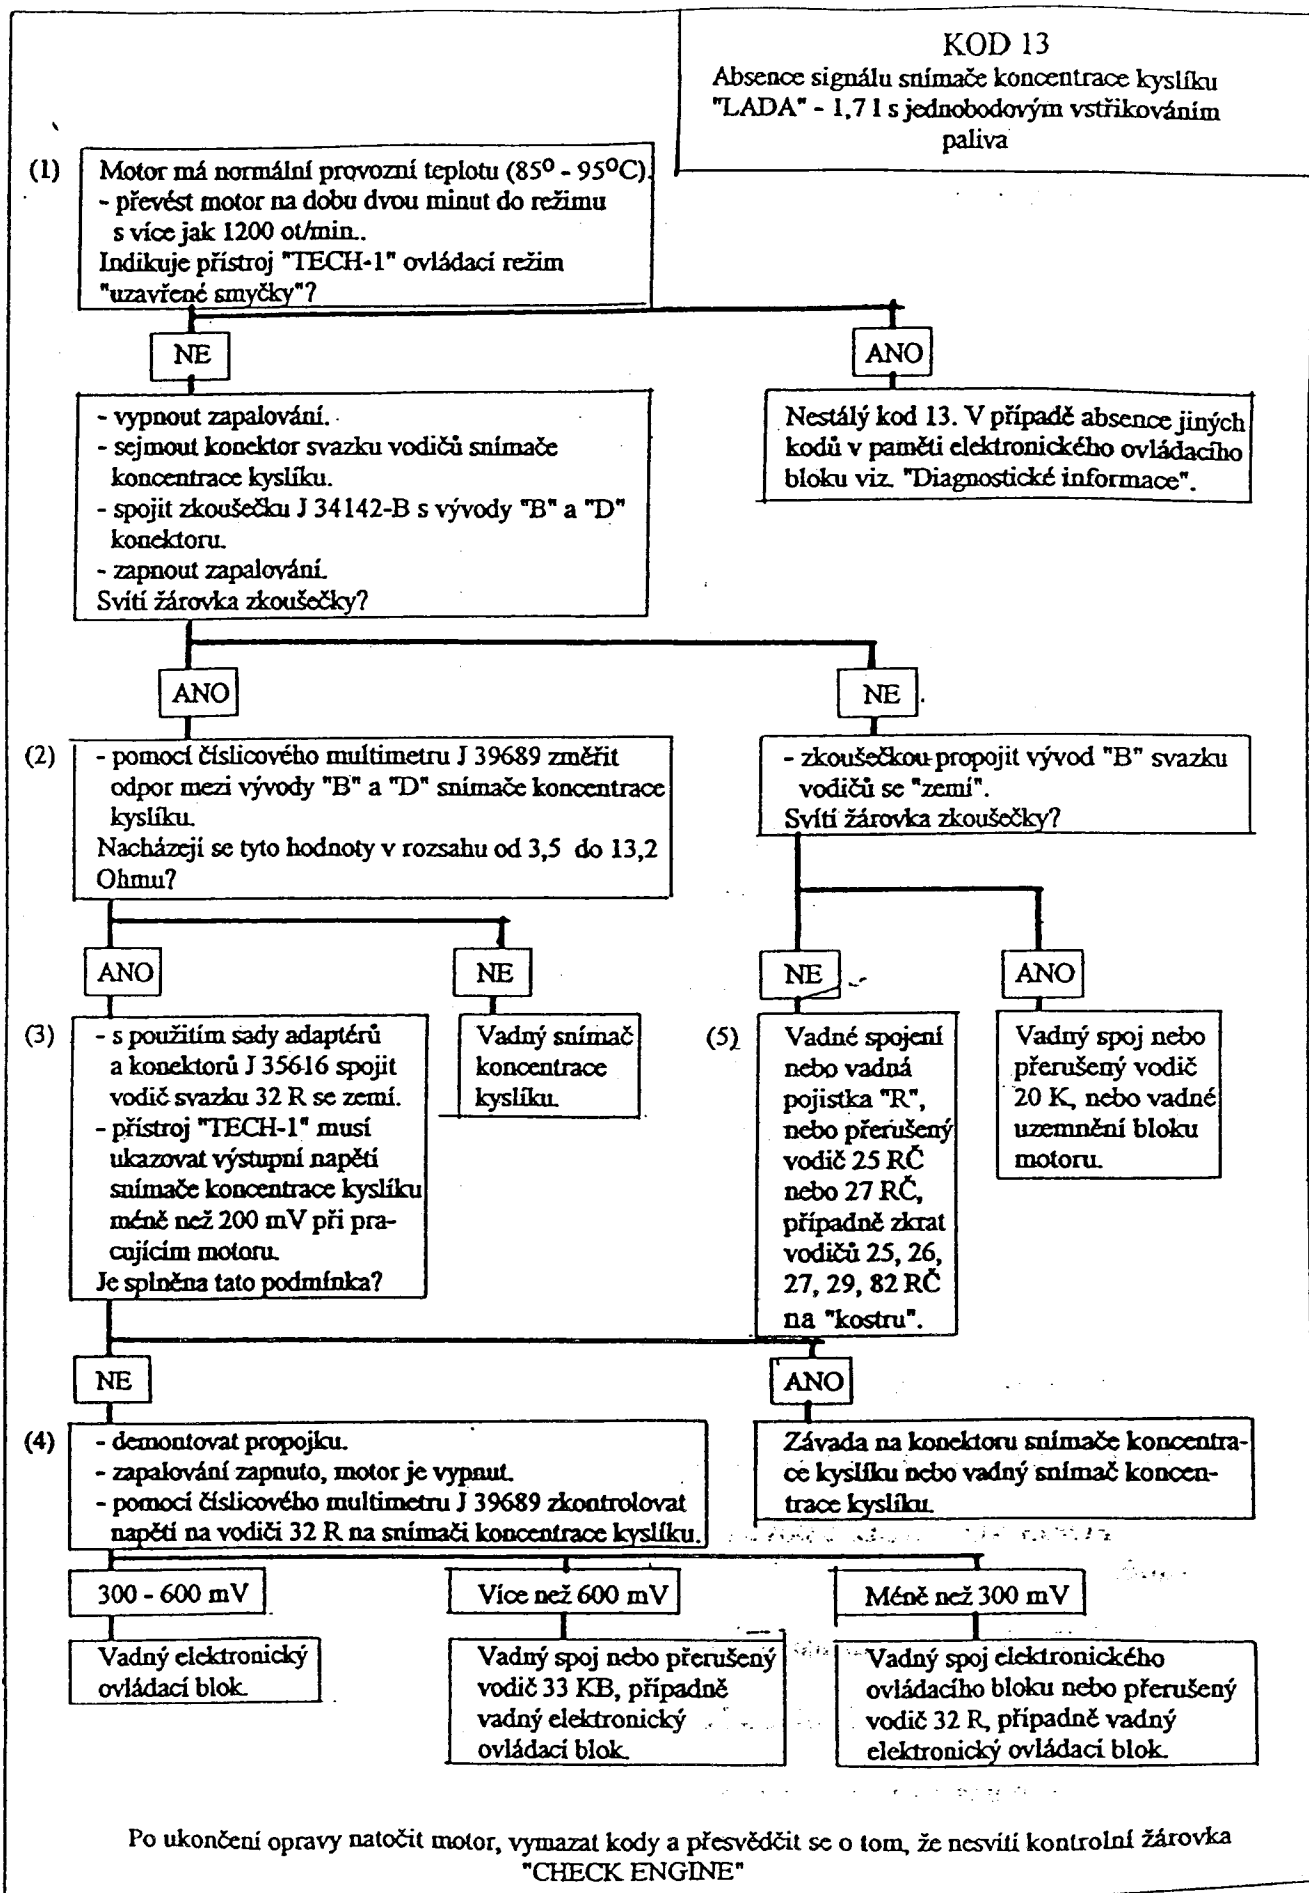 KOD 13
Absence signálu snímače koncentrace kyslíku
"LADA" - 1,7 l s jednobodovým vstřikováním
paliva
(1)
Motor má normální provozní teplotu (85⁰ - 95⁰C).
- převést motor na dobu dvou minut do režimu
s více jak 1200 ot/min..
Indikuje přístroj "TECH-1" ovládací režim
"uzavřené smyčky"?
NE
ANO
- vypnout zapalování.
- sejmout konektor svazku vodičů snímače
koncentrace kyslíku.
- spojit zkoušečku J 34142-B s vývody "B" a "D"
konektoru.
- zapnout zapalování.
Svítí žárovka zkoušečky?
Nestálý kod 13. V případě absence jiných
kodů v paměti elektronického ovládacího
bloku viz. "Diagnostické informace".
ANO
NE
(2)
- pomocí číslicového multimetru J 39689 změřit
odpor mezi vývody "B" a "D" snímače koncentrace
kyslíku.
Nacházejí se tyto hodnoty v rozsahu od 3,5 do 13,2
Ohmu?
- zkoušečkou propojit vývod "B" svazku
vodičů se "zemí".
Svítí žárovka zkoušečky?
ANO
NE
NE
ANO
(3)
- s použitím sady adaptérů
a konektorů J 35616 spojit
vodič svazku 32 R se zemí.
- přístroj "TECH-1" musí
ukazovat výstupní napětí
snímače koncentrace kyslíku
méně než 200 mV při pra-
cujícím motoru.
Je splněna tato podmínka?
Vadný snímač
koncentrace
kyslíku.
(5)
Vadné spojení
nebo vadná
pojistka "R",
nebo přerušený
vodič 25 RČ
nebo 27 RČ,
případně zkrat
vodičů 25, 26,
27, 29, 82 RČ
na "kostru".
Vadný spoj nebo
přerušený vodič
20 K, nebo vadné
uzemnění bloku
motoru.
NE
ANO
(4)
- demontovat propojku.
- zapalování zapnuto, motor je vypnut.
- pomocí číslicového multimetru J 39689 zkontrolovat
napětí na vodiči 32 R na snímači koncentrace kyslíku.
Závada na konektoru snímače koncentra-
ce kyslíku nebo vadný snímač koncen-
trace kyslíku.
300 - 600 mV
Více než 600 mV
Méně než 300 mV
Vadný elektronický
ovládací blok.
Vadný spoj nebo přerušený
vodič 33 KB, případně
vadný elektronický
ovládací blok.
Vadný spoj elektronického
ovládacího bloku nebo přerušený
vodič 32 R, případně vadný
elektronický ovládací blok.
Po ukončení opravy natočit motor, vymazat kody a přesvědčit se o tom, že nesvítí kontrolní žárovka
"CHECK ENGINE"